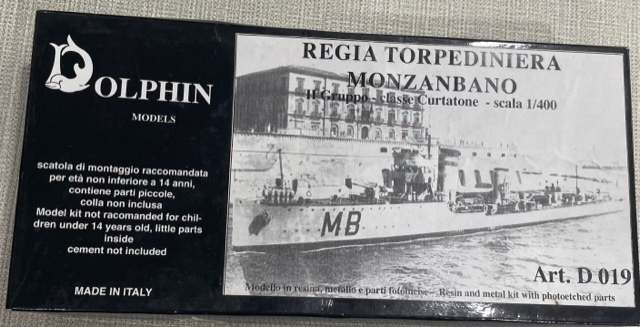 DOLPHIN
MODELS
scatola di montaggio raccomandata
per età non inferiore a 14 anni,
contiene parti piccole,
colla non inclusa
Model kit not racomanded for chil-
dren under 14 years old, little parts
inside
cement not included
MADE IN ITALY
REGIA TORPEDINIERA
MONZANBANO
II Gruppo - classe Curtatone - scala 1/400
MB
Art. D 019
Modello in resina, metallo e parti fotoincise - Resin and metal kit with photoetched parts